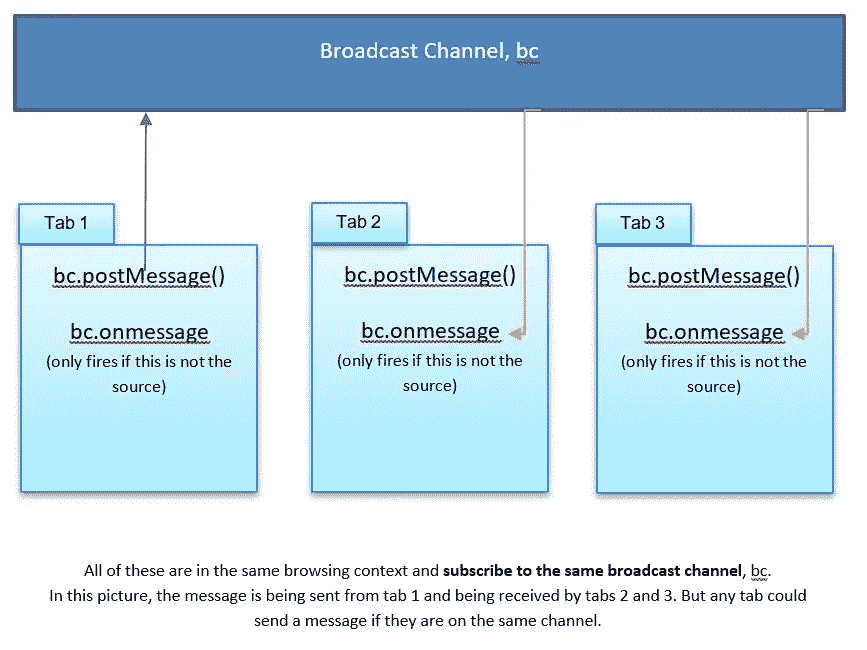 Broadcast Channel, bc
Tab 1
bc.postMessage()
bc.onmessage
(only fires if this is not the
source)
Tab 2
bc.postMessage()
bc.onmessage
(only fires if this is not the
source)
Tab 3
bc.postMessage()
bc.onmessage
(only fires if this is not the
source)
All of these are in the same browsing context and subscribe to the same broadcast channel, bc.
In this picture, the message is being sent from tab 1 and being received by tabs 2 and 3. But any tab could
send a message if they are on the same channel.